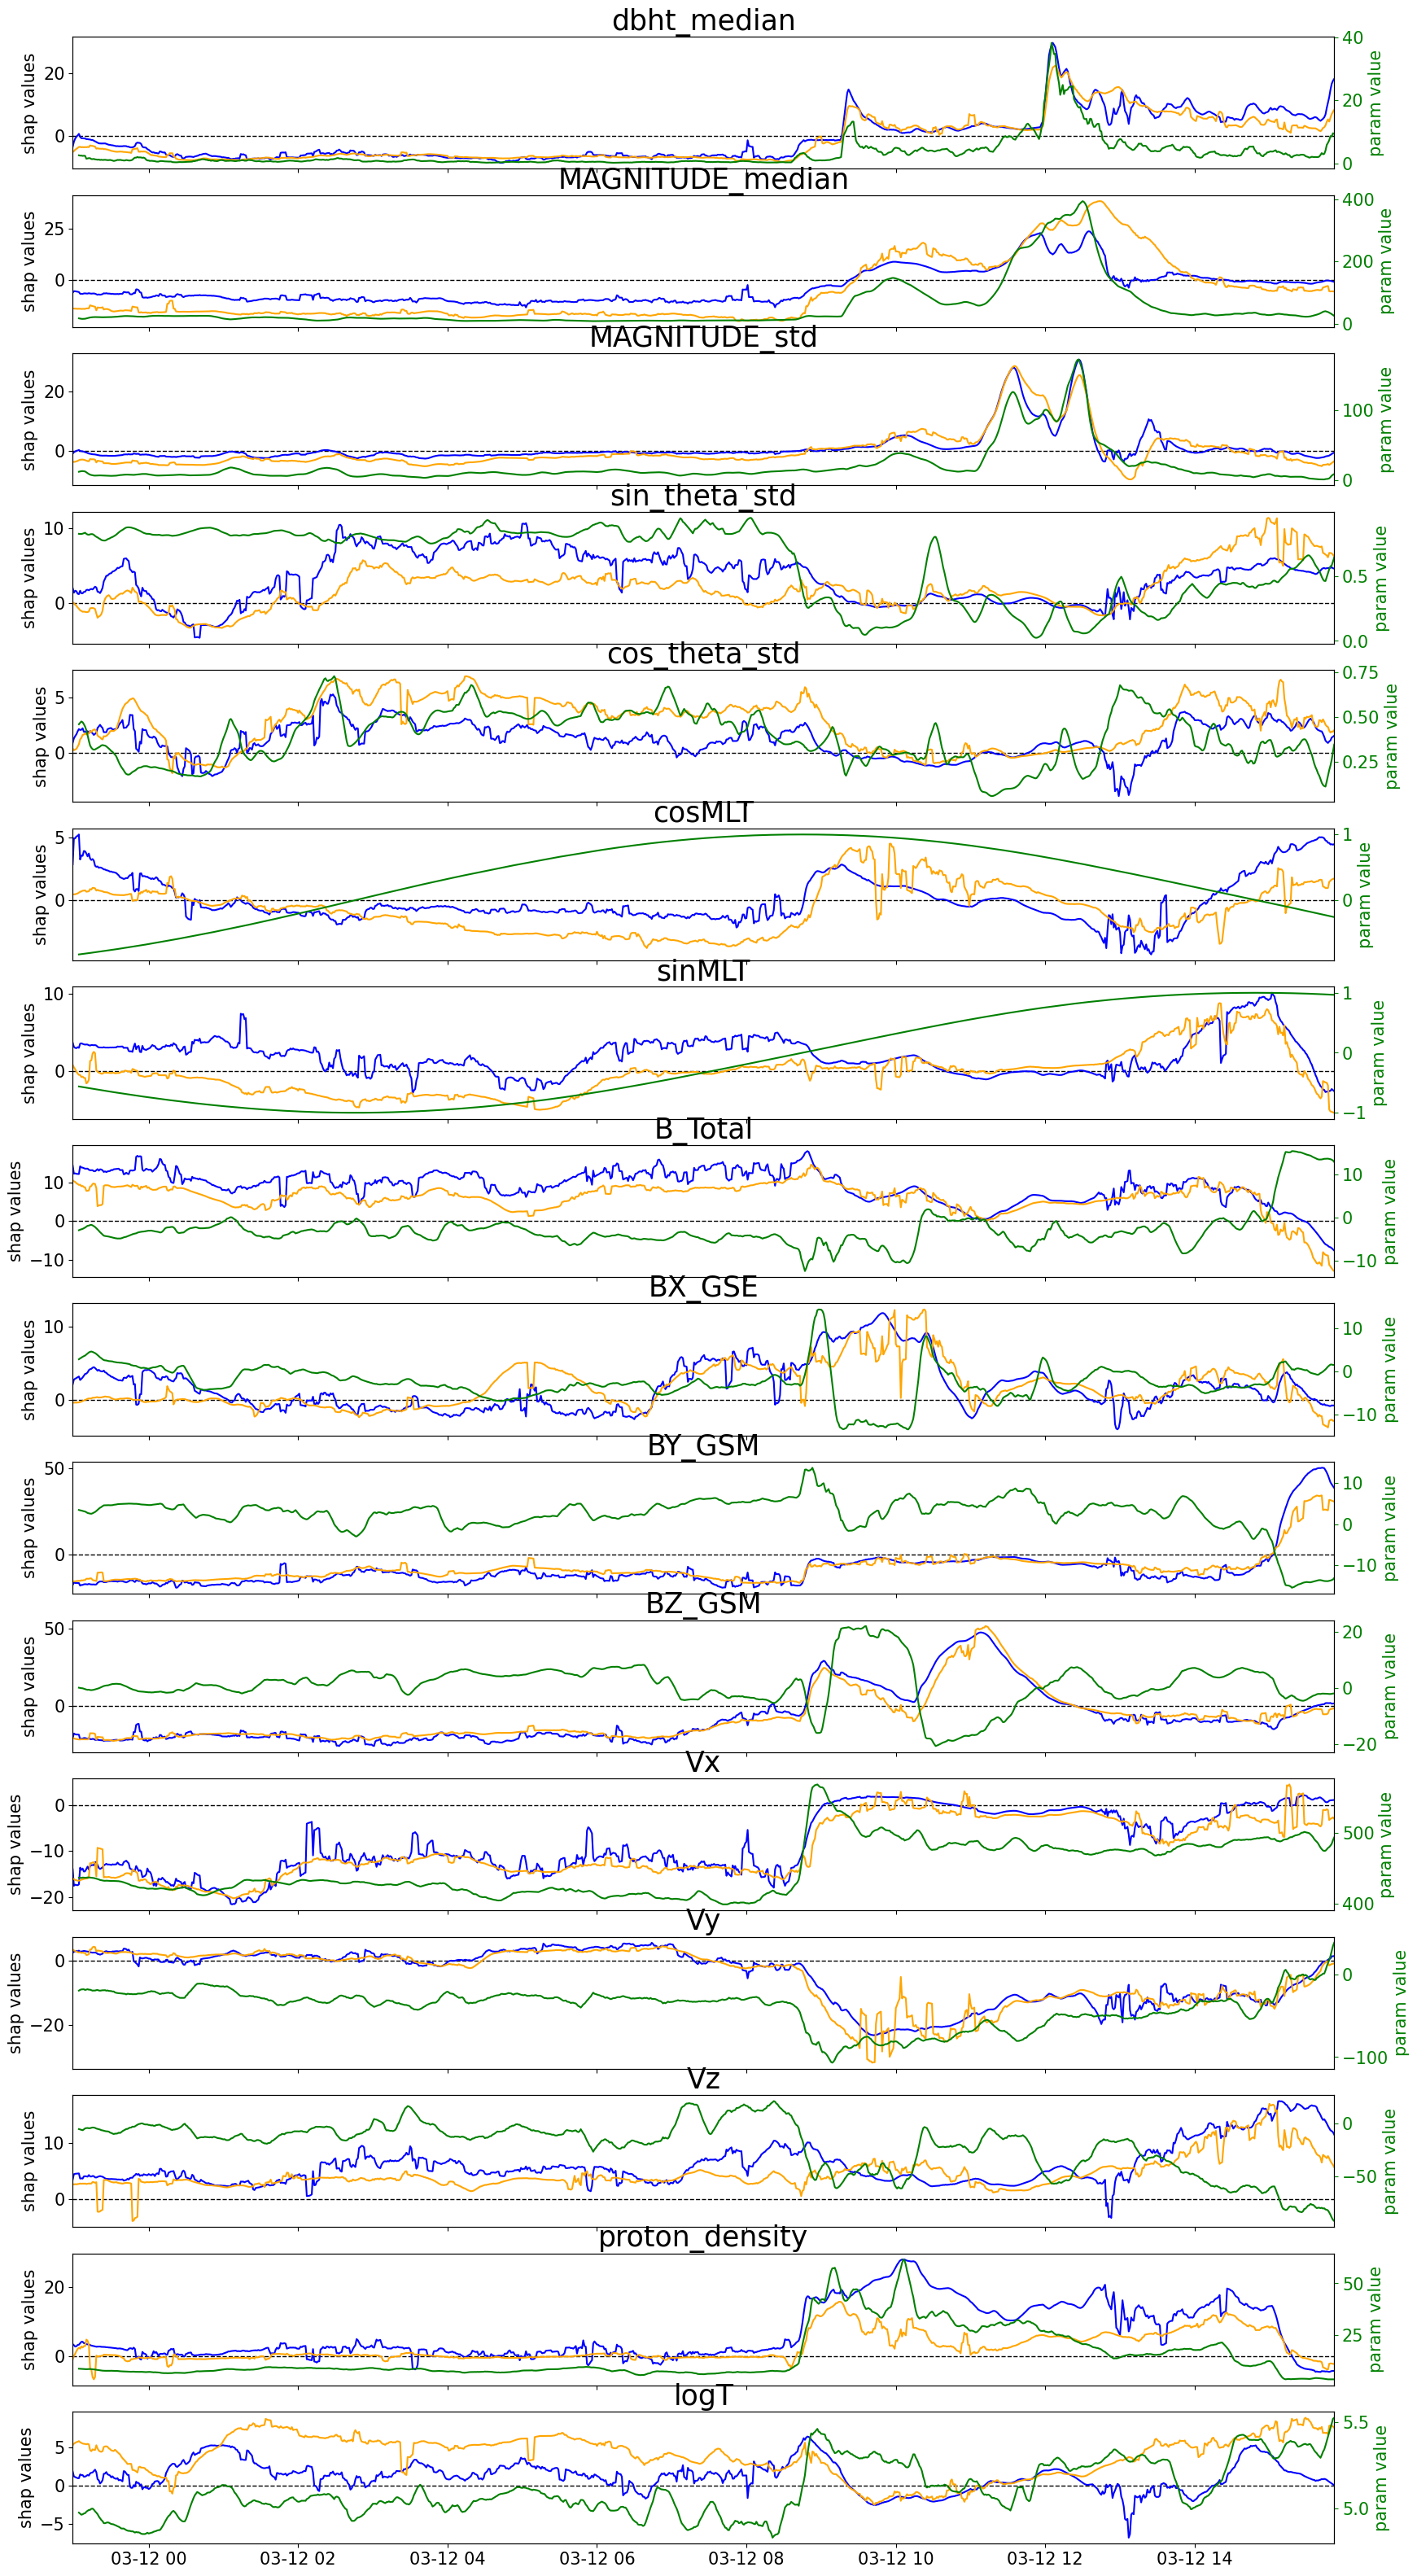 dbht_median
shap values
20
0
40
20
0
param value
MAGNITUDE_median
shap values
25
0
400
200
0
param value
MAGNITUDE_std
shap values
20
0
100
0
param value
sin_theta_std
shap values
10
5
0
0.5
0.0
param value
cos_theta_std
shap values
5
0
0.75
0.50
0.25
param value
cosMLT
shap values
5
0
1
0
param value
sinMLT
shap values
10
0
1
0
−1
param value
B_Total
shap values
10
0
−10
10
0
−10
param value
BX_GSE
shap values
10
0
10
0
−10
param value
BY_GSM
shap values
50
0
10
0
−10
param value
BZ_GSM
shap values
50
0
20
0
−20
param value
Vx
shap values
0
−10
−20
500
400
param value
Vy
shap values
0
−20
0
−100
param value
Vz
shap values
10
0
0
−50
param value
proton_density
shap values
20
0
50
25
param value
logT
shap values
5
0
−5
5.5
5.0
param value
03-12 00 03-12 02 03-12 04 03-12 06 03-12 08 03-12 10 03-12 12 03-12 14